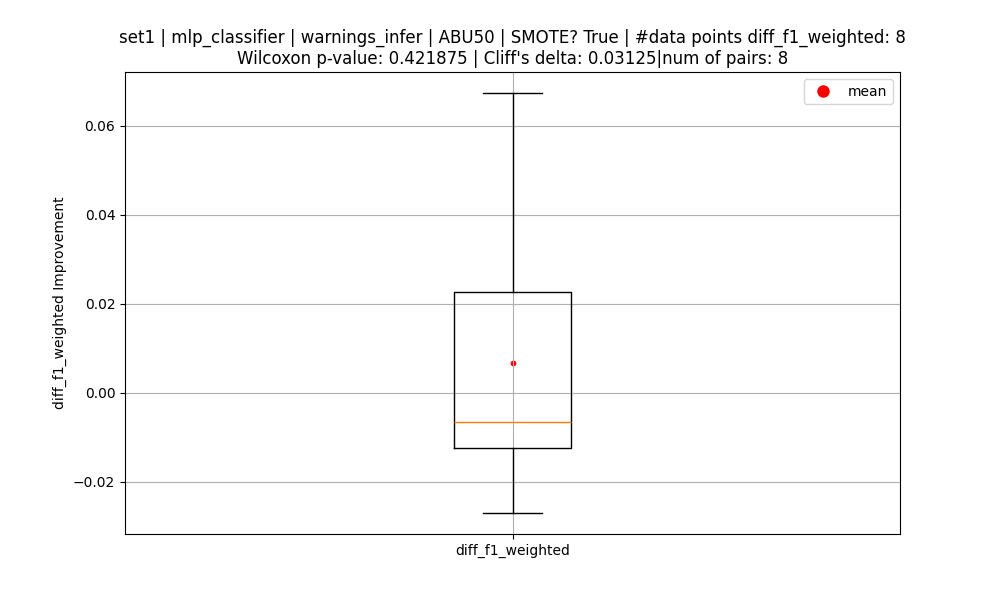 set1 | mlp_classifier | warnings_infer | ABU50 | SMOTE? True | #data points diff_f1_weighted: 8
Wilcoxon p-value: 0.421875 | Cliff's delta: 0.03125|num of pairs: 8
mean
0.06
0.04
0.02
0.00
−0.02
diff_f1_weighted Improvement
diff_f1_weighted